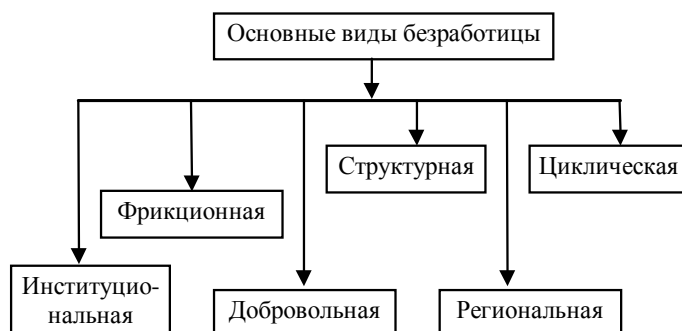 Основные виды безработицы
Структурная
Циклическая
Фрикционная
Институцио-
нальная
Добровольная
Региональная